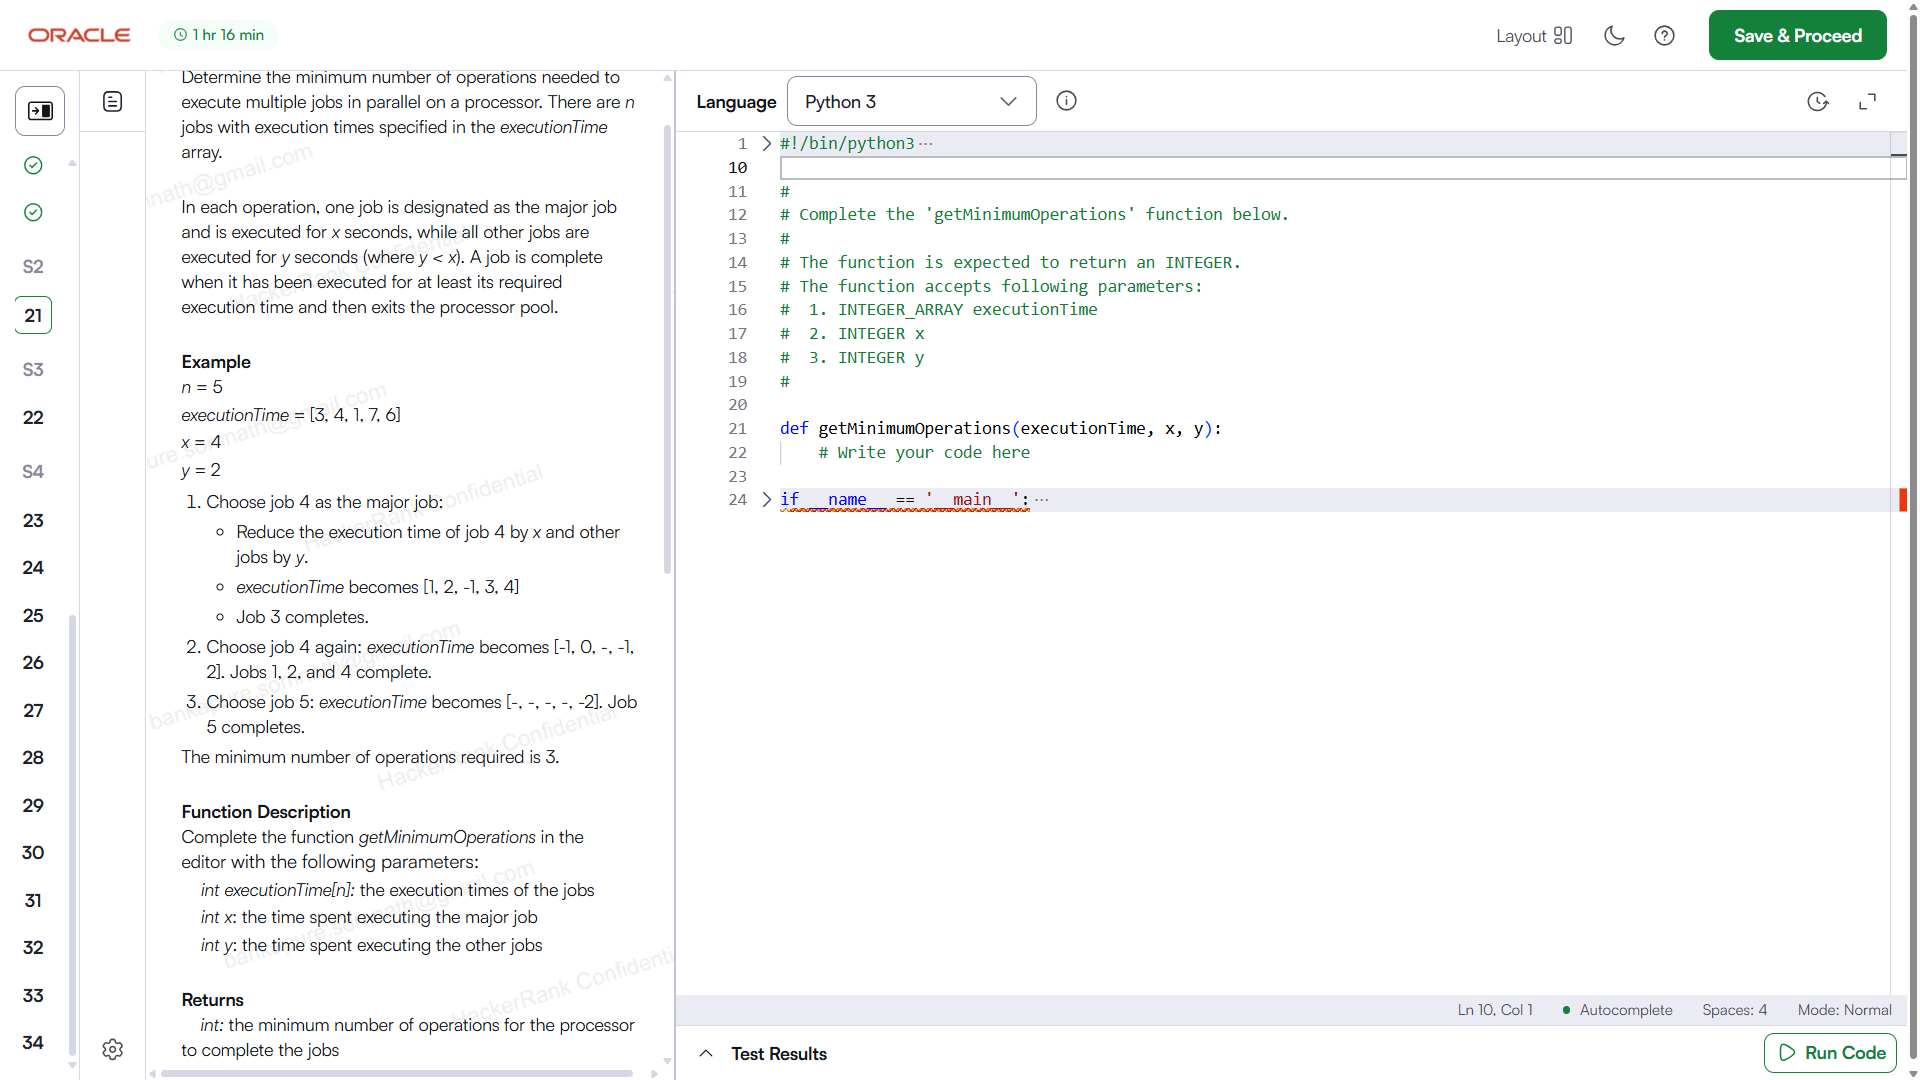 ORACLE
1 hr 16 min
Layout
Save & Proceed
S2
21
S3
22
S4
23
24
25
26
27
28
29
30
31
32
33
34
Determine the minimum number of operations needed to
execute multiple jobs in parallel on a processor. There are n
jobs with execution times specified in the executionTime
array.
In each operation, one job is designated as the major job
and is executed for x seconds, while all other jobs are
executed for y seconds (where y < x). A job is complete
when it has been executed for at least its required
execution time and then exits the processor pool.
Example
n = 5
executionTime = [3, 4, 1, 7, 6]
x = 4
y = 2
1. Choose job 4 as the major job:
Reduce the execution time of job 4 by x and other
jobs by y.
executionTime becomes [1, 2, -1, 3, 4]
Job 3 completes.
2. Choose job 4 again: executionTime becomes [-1, 0, -, -1,
2]. Jobs 1, 2, and 4 complete.
3. Choose job 5: executionTime becomes [-, -, -, -, -2]. Job
5 completes.
The minimum number of operations required is 3.
Function Description
Complete the function getMinimumOperations in the
editor with the following parameters:
int executionTime[n]: the execution times of the jobs
int x: the time spent executing the major job
int y: the time spent executing the other jobs
Returns
int: the minimum number of operations for the processor
to complete the jobs
HackerRank Confidential
HackerRank Confidential
Language
Python 3
1 #!/bin/python3 ···
10
11 #
12 # Complete the 'getMinimumOperations' function below.
13 #
14 # The function is expected to return an INTEGER.
15 # The function accepts following parameters:
16 #  1. INTEGER_ARRAY executionTime
17 #  2. INTEGER x
18 #  3. INTEGER y
19 #
20
21 def getMinimumOperations(executionTime, x, y):
22     # Write your code here
23
24 if __name__ == '__main__': ···
Ln 10, Col 1
Autocomplete
Spaces: 4
Mode: Normal
Test Results
Run Code